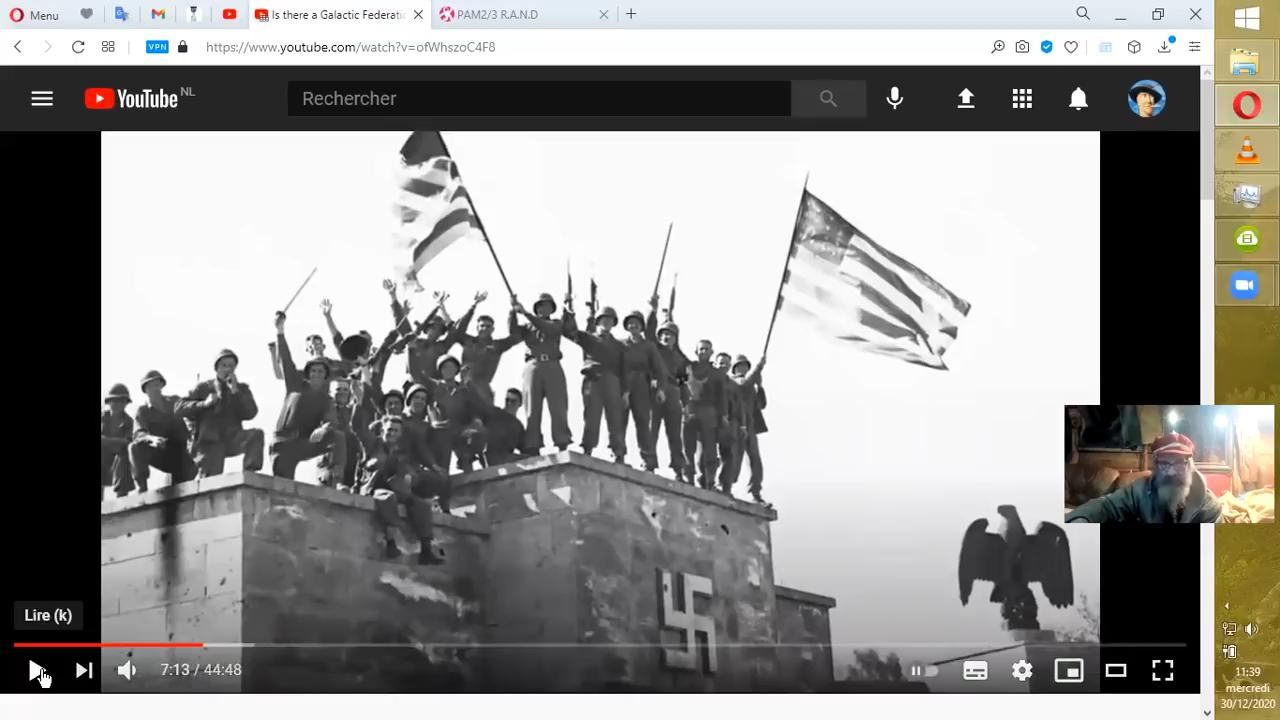 Menu
Is there a Galactic Federati
PAM2/3 R.A.N.D
VPN
https://www.youtube.com/watch?v=ofWhszoC4F8
YouTube NL
Rechercher
Lire (k)
7:13 / 44:48
11:39
mercredi
30/12/2020